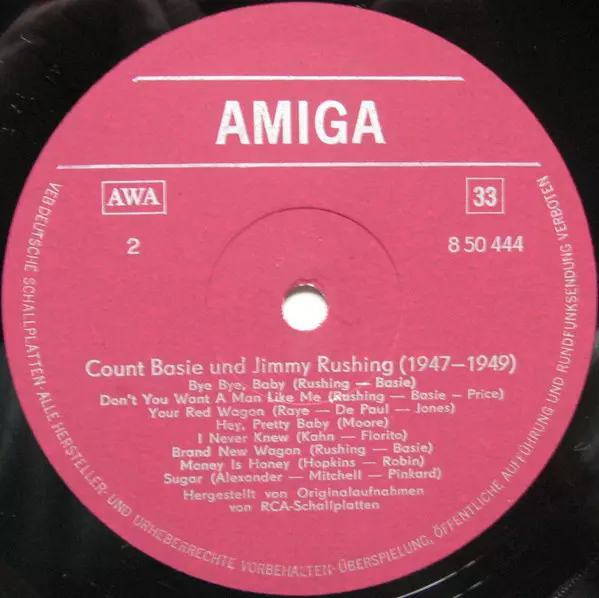 AMIGA
AWA
33
2
8 50 444
Count Basie und Jimmy Rushing (1947–1949)
Bye Bye, Baby (Rushing — Basie)
Don't You Want A Man Like Me (Rushing — Basie – Price)
Your Red Wagon (Raye — De Paul — Jones)
Hey, Pretty Baby (Moore)
I Never Knew (Kahn — Fiorito)
Brand New Wagon (Rushing — Basie)
Money Is Honey (Hopkins — Robin)
Sugar (Alexander — Mitchell — Pinkard)
Hergestellt von Originalaufnahmen
von RCA-Schallplatten
VEB DEUTSCHE SCHALLPLATTEN · ALLE HERSTELLER- UND URHEBERRECHTE VORBEHALTEN · ÜBERSPIELUNG, ÖFFENTLICHE AUFFÜHRUNG UND RUNDFUNKSENDUNG VERBOTEN